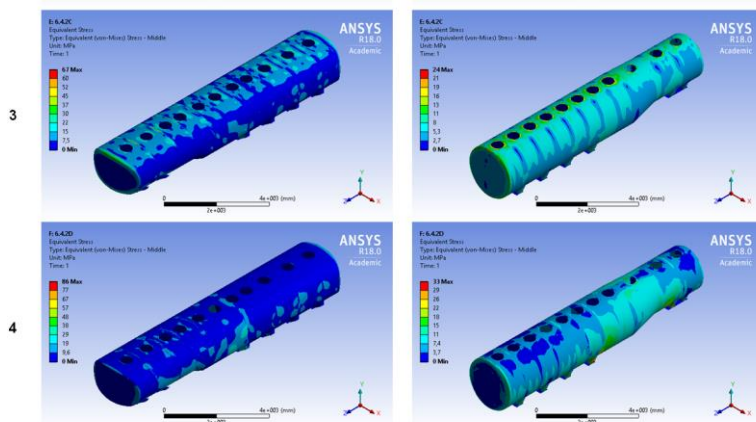 E: 6.4.2C
Equivalent Stress
Type: Equivalent (von-Mises) Stress - Middle
Unit: MPa
Time: 1
67 Max
60
52
45
37
30
22
15
7,5
0 Min
ANSYS
R18.0
Academic
0
4e+003 (mm)
2e+003
Y
Z
X
E: 6.4.2C
Equivalent Stress
Type: Equivalent (von-Mises) Stress - Middle
Unit: MPa
Time: 1
24 Max
21
19
16
13
11
8
5,3
2,7
0 Min
ANSYS
R18.0
Academic
0
4e+003 (mm)
2e+003
Y
Z
X
3
F: 6.4.2D
Equivalent Stress
Type: Equivalent (von-Mises) Stress - Middle
Unit: MPa
Time: 1
86 Max
77
67
57
48
38
29
19
9,6
0 Min
ANSYS
R18.0
Academic
0
4e+003 (mm)
Y
Z
X
F: 6.4.2D
Equivalent Stress
Type: Equivalent (von-Mises) Stress - Middle
Unit: MPa
Time: 1
33 Max
29
26
22
18
15
11
7,4
3,7
0 Min
ANSYS
R18.0
Academic
0
4e+003 (mm)
Y
Z
X
4